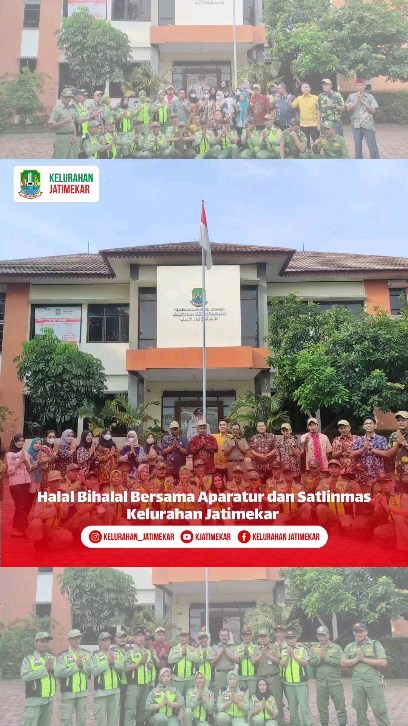 KELURAHAN
JATIMEKAR
Halal Bihalal Bersama Aparatur dan Satlinmas
Kelurahan Jatimekar
KELURAHAN_JATIMEKAR
KJATIMEKAR
KELURAHAN JATIMEKAR